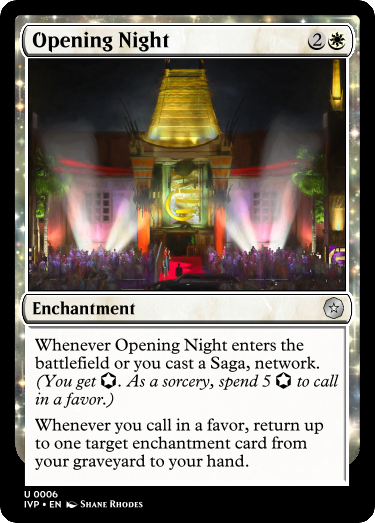 Opening Night 2
Enchantment
Whenever Opening Night enters the
battlefield or you cast a Saga, network.
(You get ⬡. As a sorcery, spend 5 ⬡ to call
in a favor.)
Whenever you call in a favor, return up
to one target enchantment card from
your graveyard to your hand.
U 0006
IVP • EN SHANE RHODES